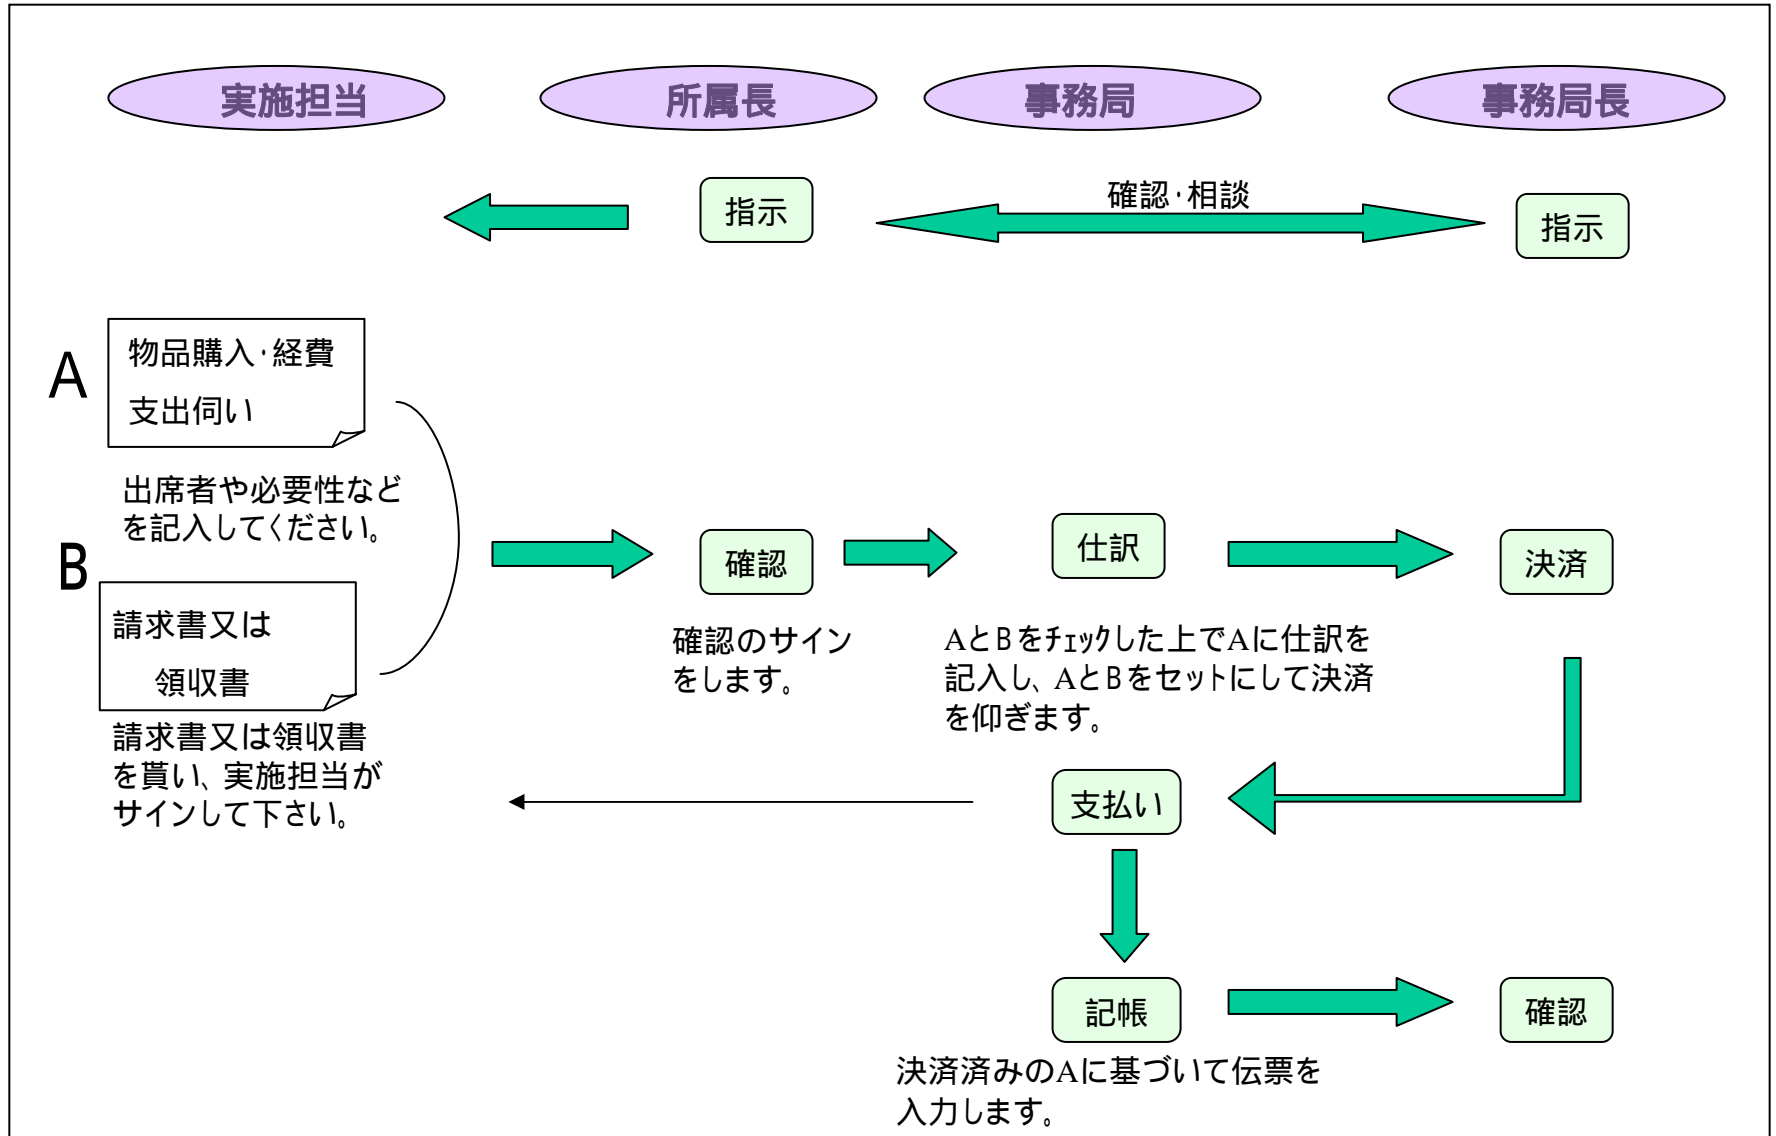 実施担当
所属長
事務局
事務局長
指示
確認・相談
指示
A
物品購入・経費
支出伺い
出席者や必要性など
を記入してください。
B
請求書又は
領収書
請求書又は領収書
を貰い、実施担当が
サインして下さい。
確認
確認のサイン
をします。
仕訳
AとBをﾁｪｯｸした上でAに仕訳を
記入し、AとBをセットにして決済
を仰ぎます。
決済
支払い
記帳
決済済みのAに基づいて伝票を
入力します。
確認